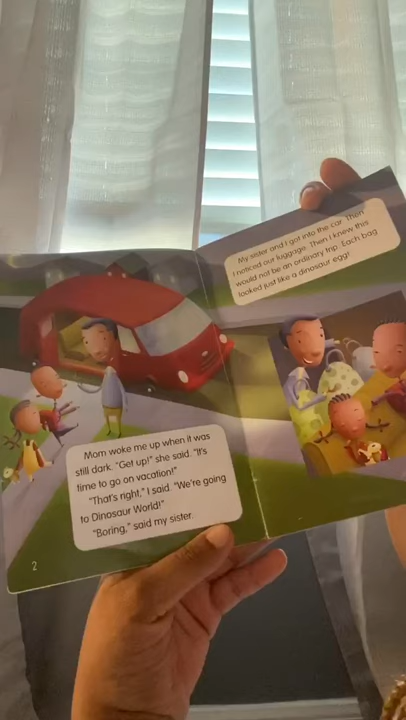 Mom woke me up when it was
still dark. "Get up!" she said. "It's
time to go on vacation!"
"That's right," I said. "We're going
to Dinosaur World!"
"Boring," said my sister.
2
My sister and I got into the car. Then
I noticed our luggage. Then I knew this
would not be an ordinary trip. Each bag
looked just like a dinosaur egg!